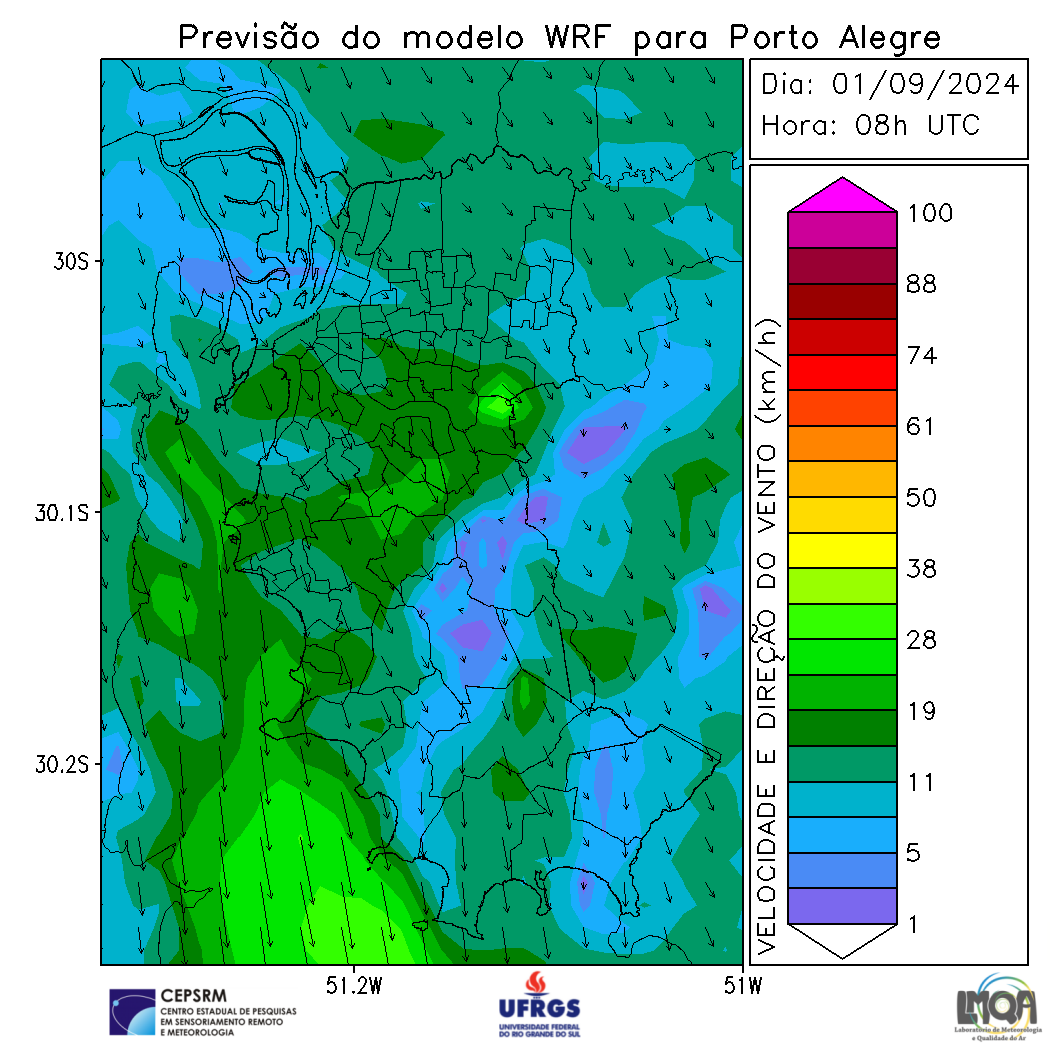 Previsão do modelo WRF para Porto Alegre
Dia: 01/09/2024
Hora: 08h UTC
30S
30.1S
30.2S
51.2W
51W
VELOCIDADE E DIREÇÃO DO VENTO (km/h)
100
88
74
61
50
38
28
19
11
5
1
CEPSRM
CENTRO ESTADUAL DE PESQUISAS
EM SENSORIAMENTO REMOTO
E METEOROLOGIA
UFRGS
UNIVERSIDADE FEDERAL
DO RIO GRANDE DO SUL
LMQA
Laboratório de Meteorologia
e Qualidade do Ar